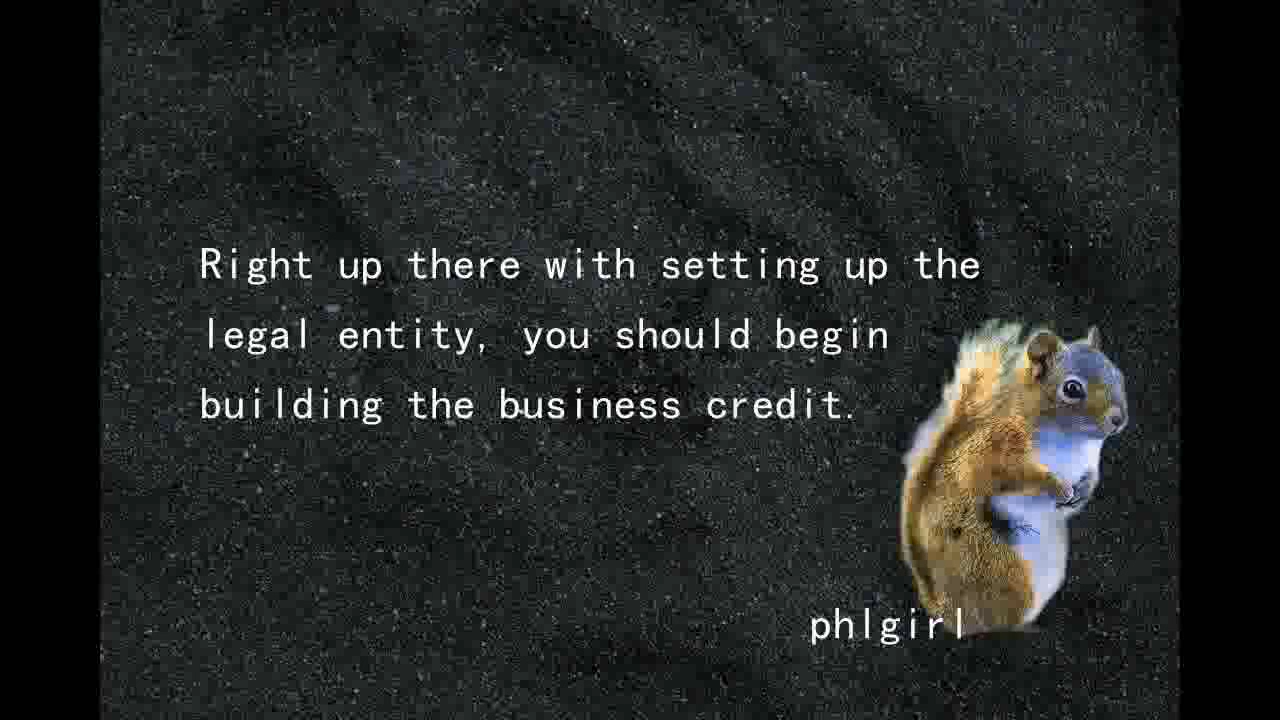 Right up there with setting up the
legal entity, you should begin
building the business credit.
phlgirl